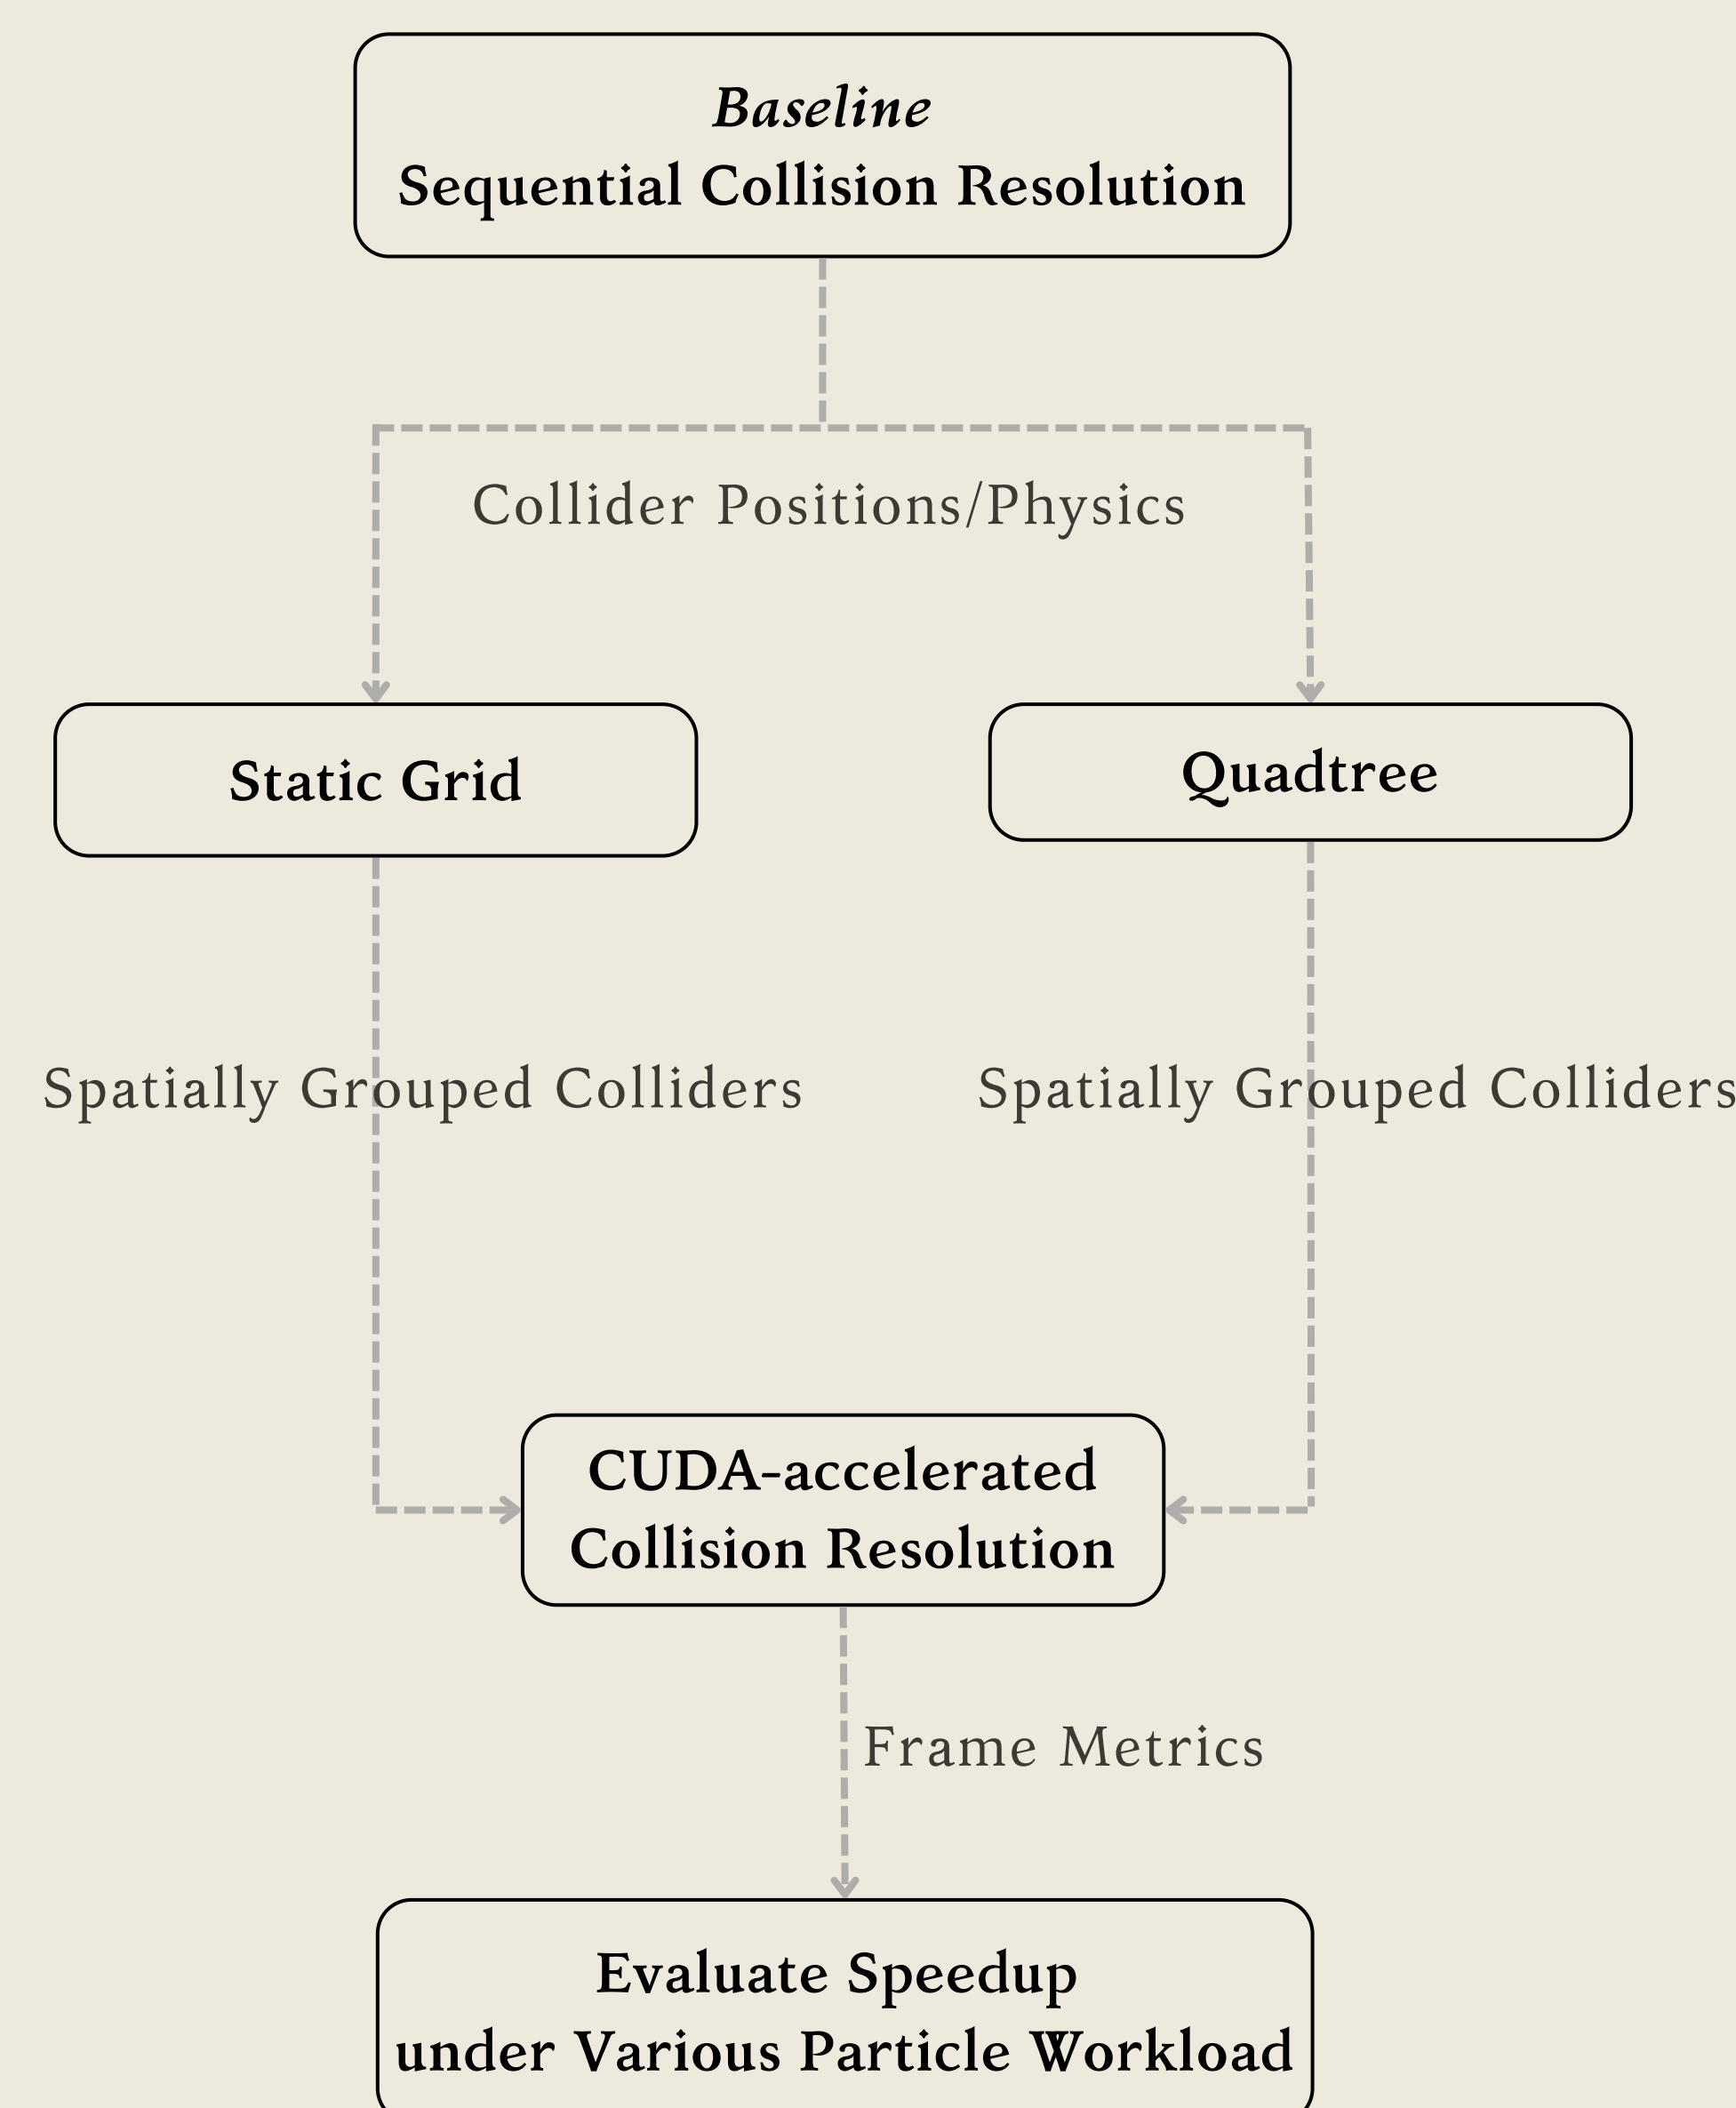 Baseline
Sequential Collision Resolution
Collider Positions/Physics
Static Grid
Quadtree
Spatially Grouped Colliders
Spatially Grouped Colliders
CUDA-accelerated
Collision Resolution
Frame Metrics
Evaluate Speedup
under Various Particle Workload